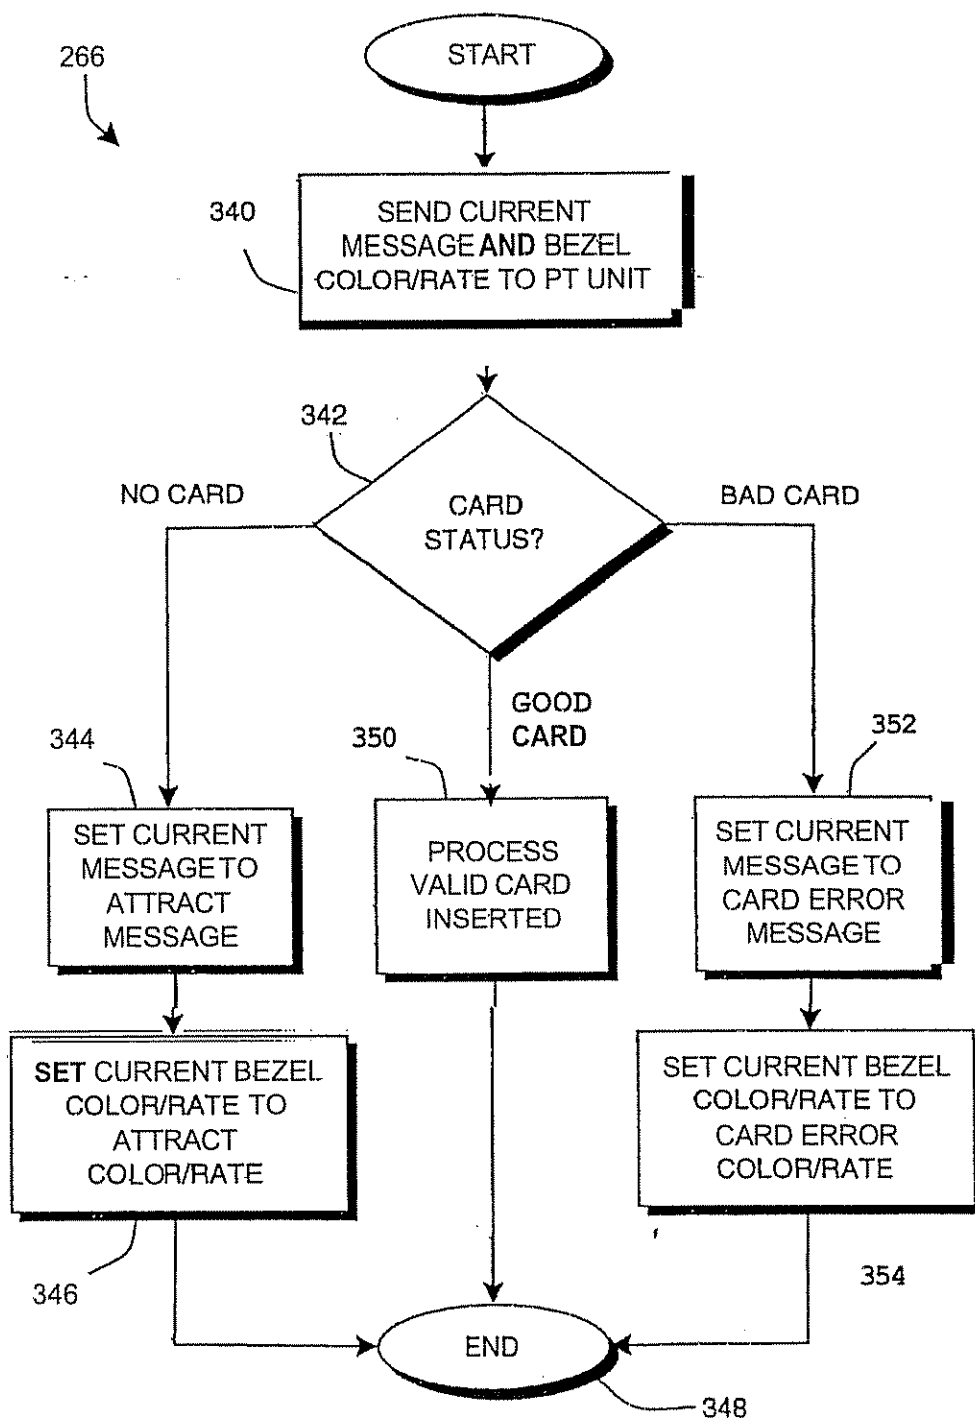 START
266
340
SEND CURRENT
MESSAGE AND BEZEL
COLOR/RATE TO PT UNIT
342
NO CARD
CARD
STATUS?
BAD CARD
GOOD
CARD
344
SET CURRENT
MESSAGE TO
ATTRACT
MESSAGE
350
PROCESS
VALID CARD
INSERTED
352
SET CURRENT
MESSAGE TO
CARD ERROR
MESSAGE
SET CURRENT BEZEL
COLOR/RATE TO
ATTRACT
COLOR/RATE
346
SET CURRENT BEZEL
COLOR/RATE TO
CARD ERROR
COLOR/RATE
354
END
348